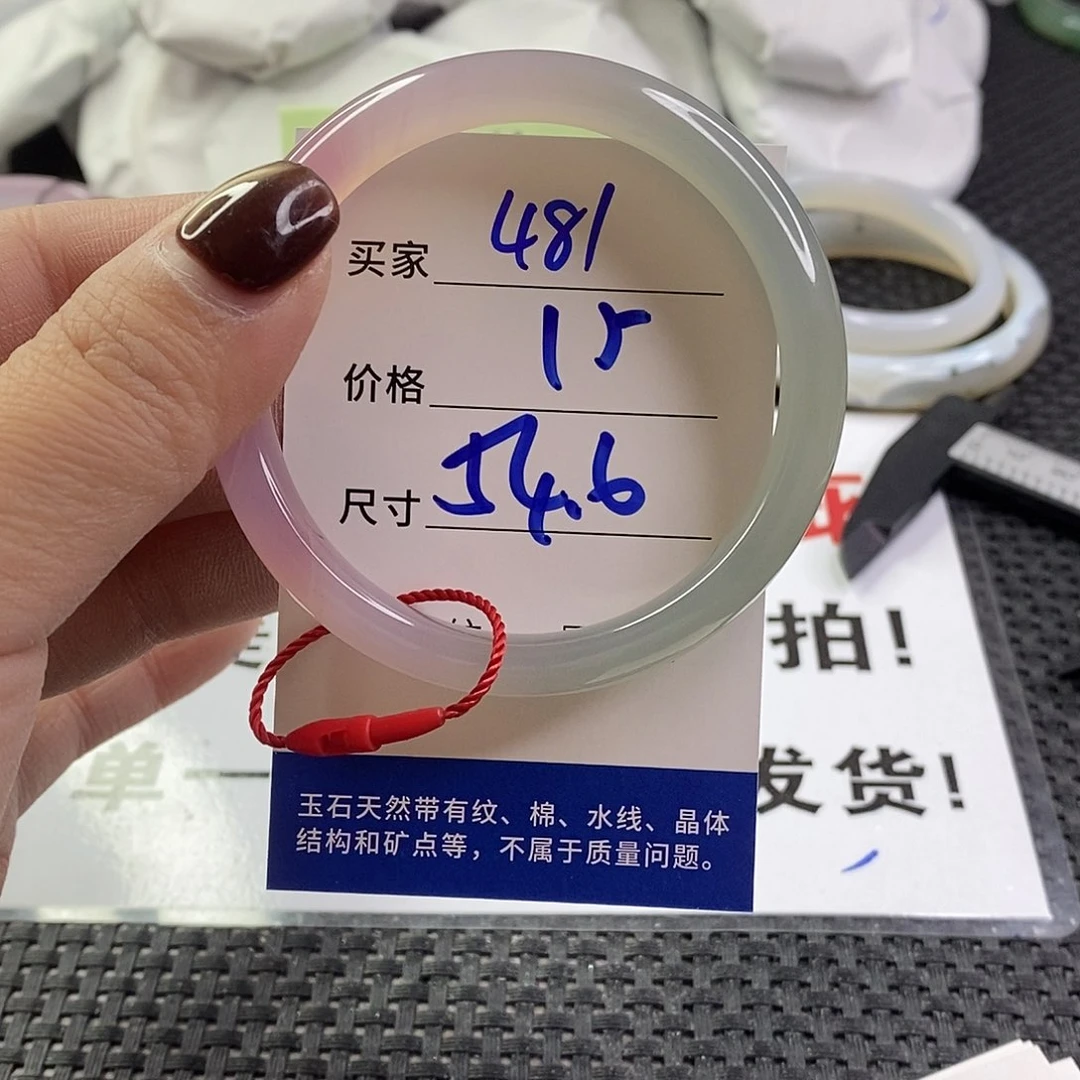 买家 481
价格 15
尺寸 54.6
拍!
单一
发货!
玉石天然带有纹、棉、水线、晶体
结构和矿点等，不属于质量问题。